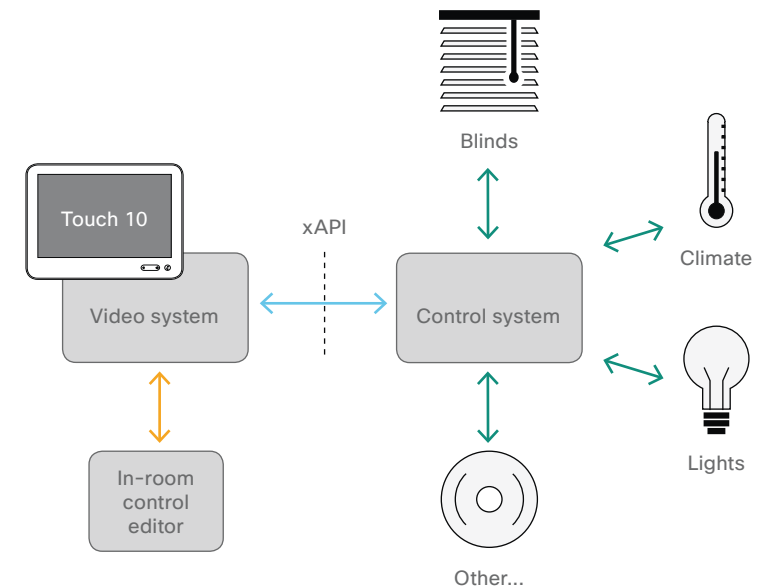 Blinds
Touch 10
xAPI
Climate
Video system
Control system
Lights
In-room
control
editor
Other...